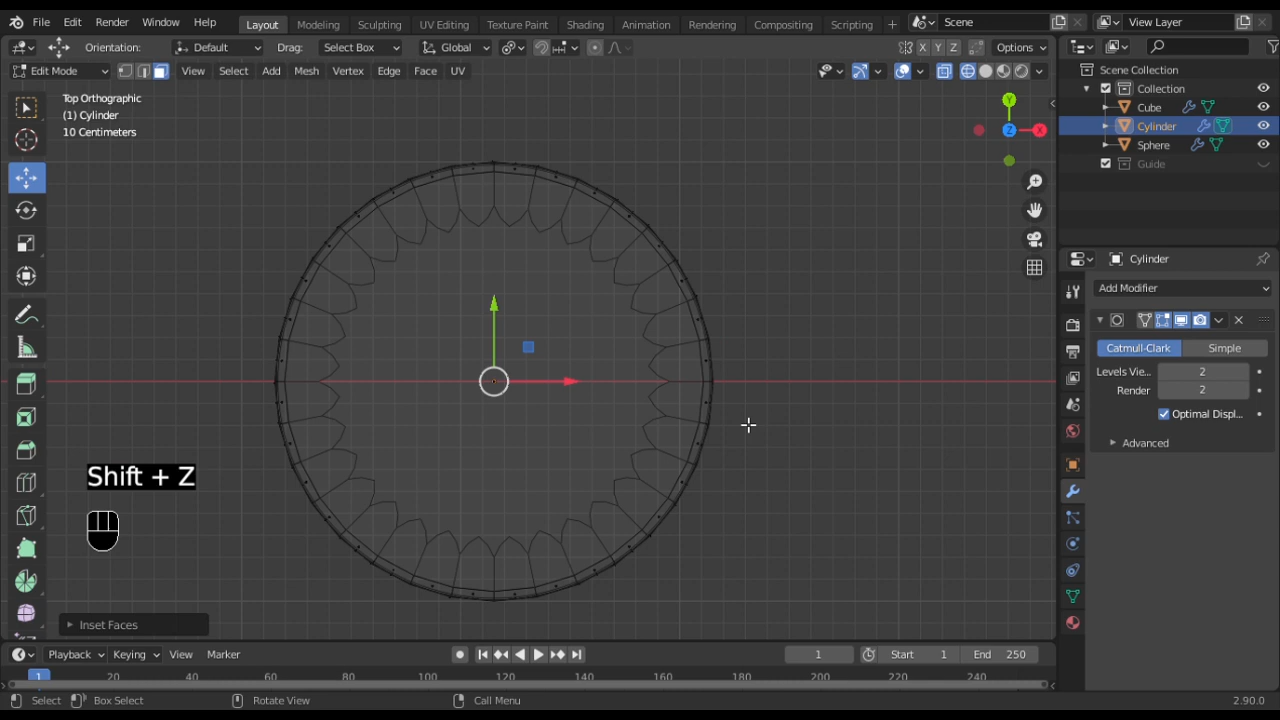 File Edit Render Window Help Layout Modeling Sculpting UV Editing Texture Paint Shading Animation Rendering Compositing Scripting + Scene View Layer
Orientation: Default Drag: Select Box Global X Y Z Options
Edit Mode View Select Add Mesh Vertex Edge Face UV
Top Orthographic
(1) Cylinder
10 Centimeters
Y
Z
X
Shift + Z
Inset Faces
Scene Collection
Collection
Cube
Cylinder
Sphere
Guide
Cylinder
Add Modifier
Catmull-Clark Simple
Levels Vie... 2
Render 2
Optimal Displ...
Advanced
Playback Keying View Marker 1 Start 1 End 250
1 20 40 60 80 100 120 140 160 180 200 220 240
Select Box Select Rotate View Call Menu 2.90.0